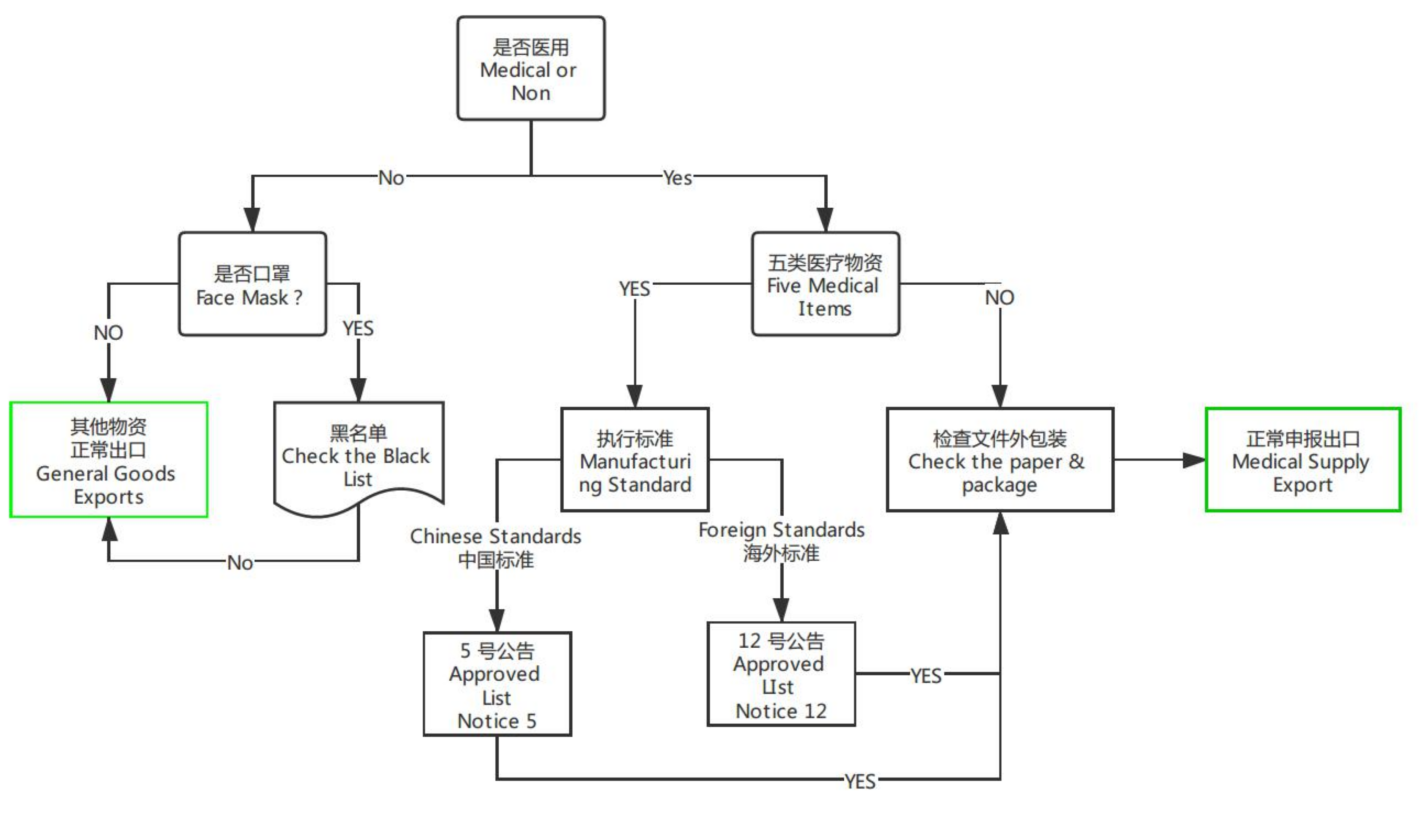 是否医用
Medical or
Non
No
Yes
是否口罩
Face Mask ?
五类医疗物资
Five Medical
Items
NO
YES
YES
NO
其他物资
正常出口
General Goods
Exports
黑名单
Check the Black
List
执行标准
Manufacturi
ng Standard
检查文件外包装
Check the paper &
package
正常申报出口
Medical Supply
Export
No
Chinese Standards
中国标准
Foreign Standards
海外标准
5 号公告
Approved
List
Notice 5
12 号公告
Approved
LIst
Notice 12
YES
YES